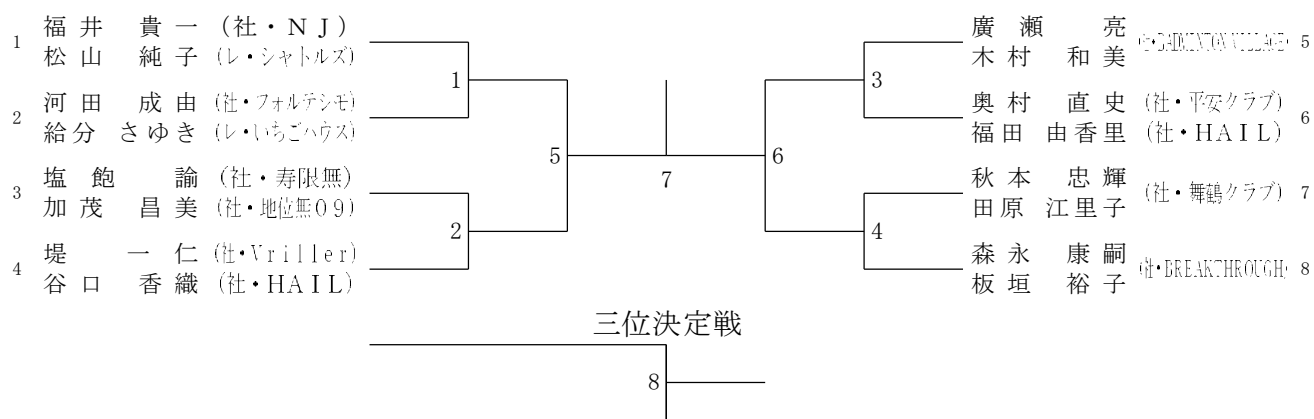 1 福井 貴一 (社・NJ)
松山 純子 (レ・シャトルズ)
2 河田 成由 (社・フォルテシモ)
給分 さゆき (レ・いちごハウス)
3 塩飽 諭 (社・寿限無)
加茂 昌美 (社・地位無09)
4 堤 一仁 (社・Vriller)
谷口 香織 (社・HAIL)
1
2
5
7
6
3
4
廣瀬 亮
木村 和美 (社・BADMINTON VILLAGE) 5
奥村 直史 (社・平安クラブ)
福田 由香里 (社・HAIL) 6
秋本 忠輝
田原 江里子 (社・舞鶴クラブ) 7
森永 康嗣
板垣 裕子 (社・BREAKTHROUGH) 8
三位決定戦
8